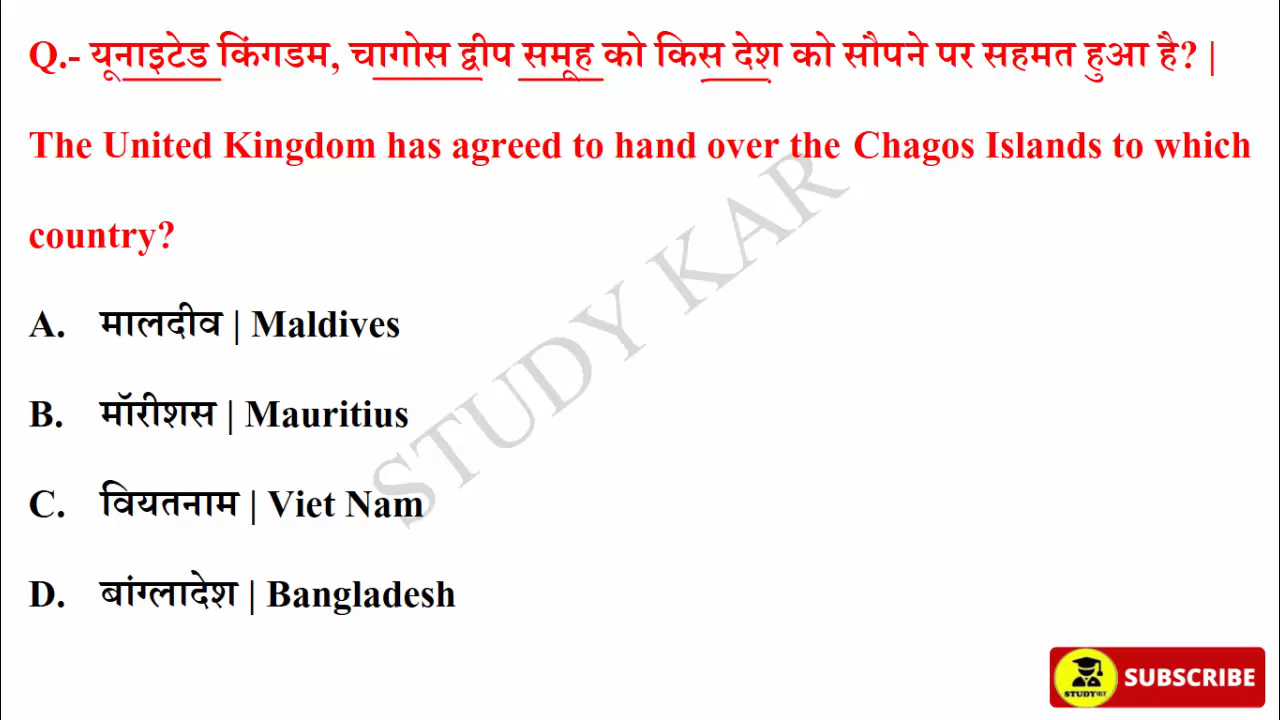 Q.- यूनाइटेड किंगडम, चागोस द्वीप समूह को किस देश को सौपने पर सहमत हुआ है? |
The United Kingdom has agreed to hand over the Chagos Islands to which
country?
A. मालदीव | Maldives
B. मॉरीशस | Mauritius
C. वियतनाम | Viet Nam
D. बांग्लादेश | Bangladesh
STUDY KAR
STUDYकर
SUBSCRIBE